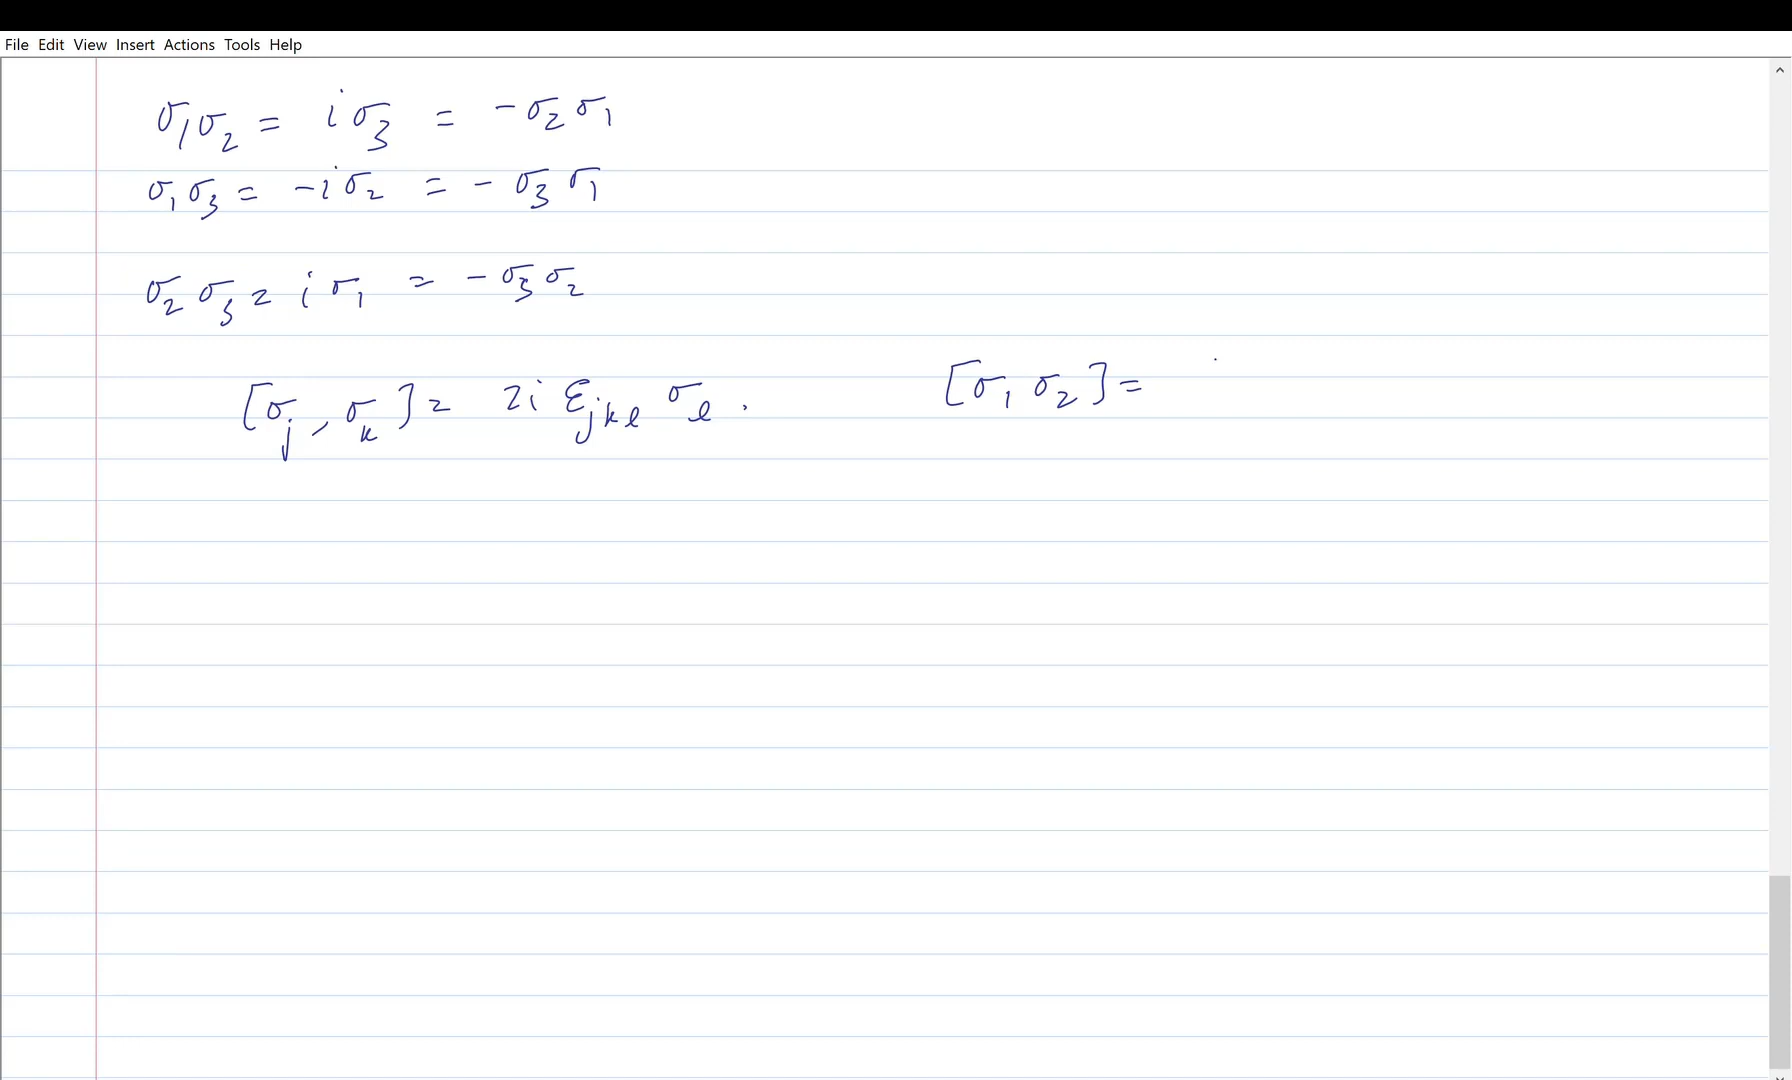 File Edit View Insert Actions Tools Help
σ₁σ₂ = iσ₃ = -σ₂σ₁
σ₁σ₃ = -iσ₂ = -σ₃σ₁
σ₂σ₃ = iσ₁ = -σ₃σ₂
[σⱼ, σₖ] = 2i εⱼₖₗ σₗ. [σ₁ σ₂] =